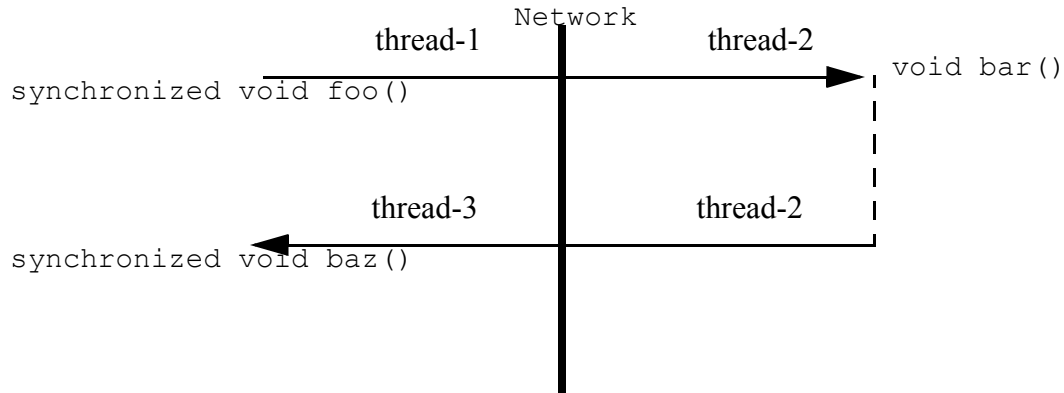 Network
thread-1
thread-2
void bar()
synchronized void foo()
thread-3
thread-2
synchronized void baz()